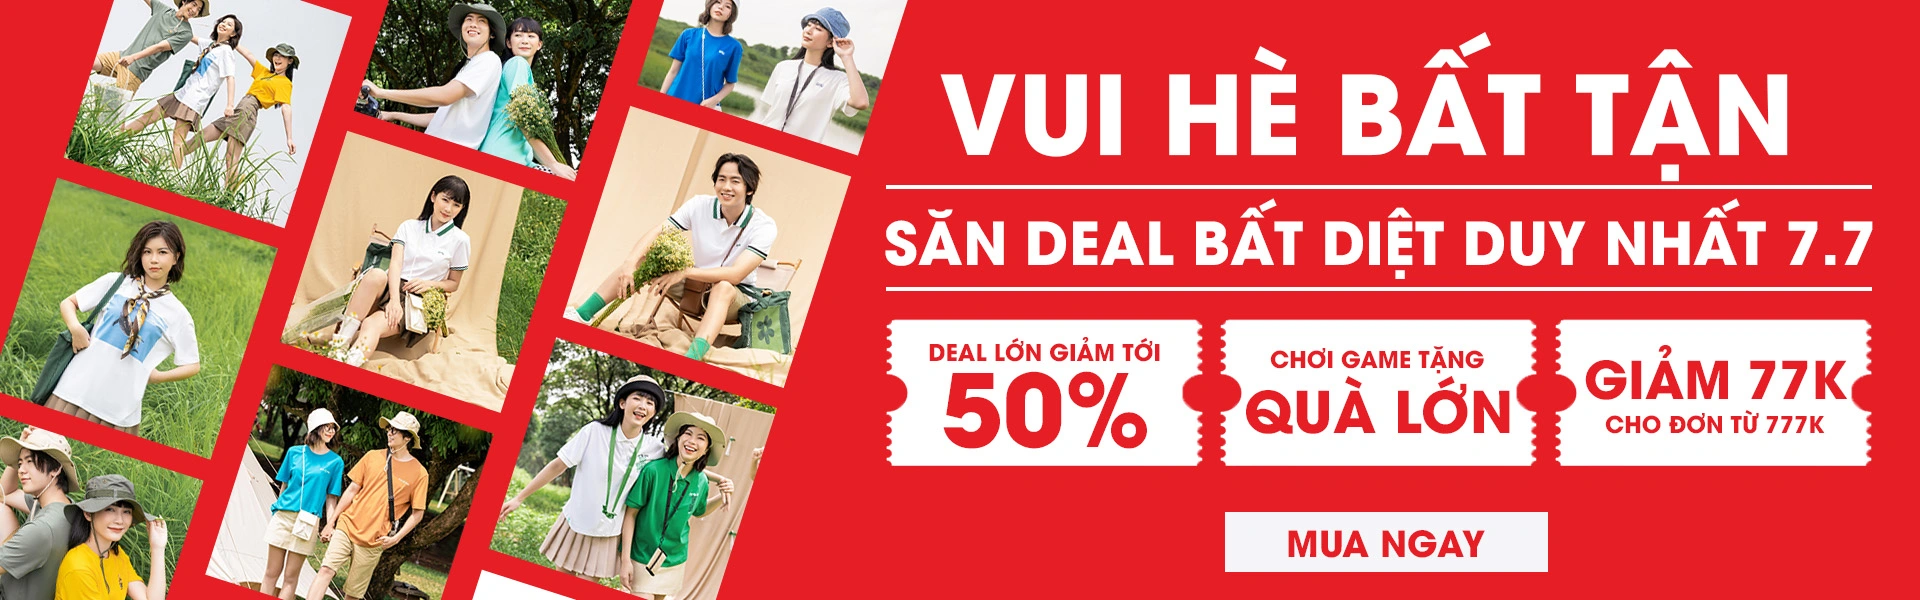 VUI HÈ BẤT TẬN
SĂN DEAL BẤT DIỆT DUY NHẤT 7.7
DEAL LỚN GIẢM TỚI
50%
CHƠI GAME TẶNG
QUÀ LỚN
GIẢM 77K
CHO ĐƠN TỪ 777K
MUA NGAY